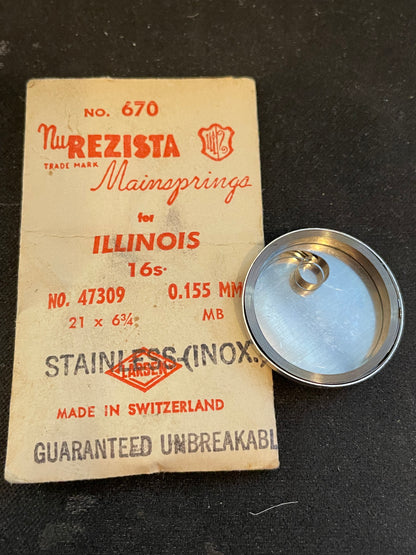 NO. 670
nu REZISTA
TRADE MARK
Mainsprings
for
ILLINOIS
16s.
NO. 47309 0.155 MM
21 x 6¾ MB
STAINLESS-(INOX.)
LARSEN
MADE IN SWITZERLAND
GUARANTEED UNBREAKABL